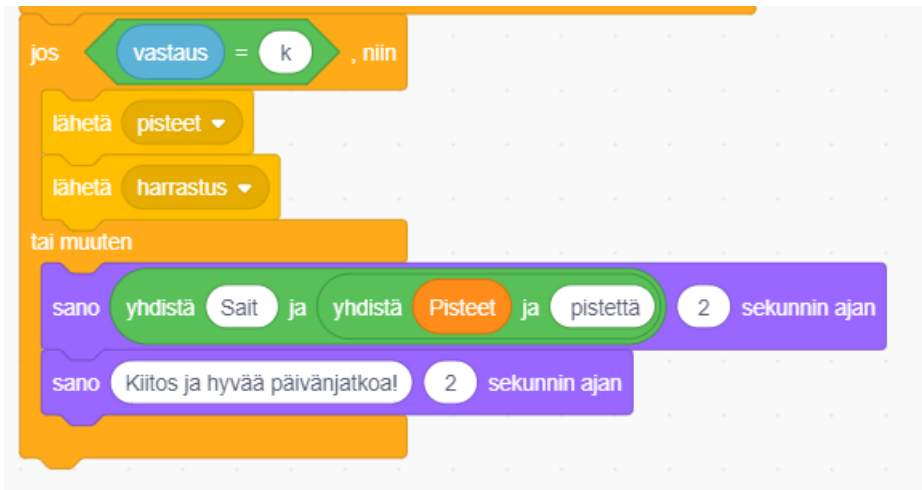 jos vastaus = k , niin
lähetä pisteet
lähetä harrastus
tai muuten
sano yhdistä Sait ja yhdistä Pisteet ja pistettä 2 sekunnin ajan
sano Kiitos ja hyvää päivänjatkoa! 2 sekunnin ajan